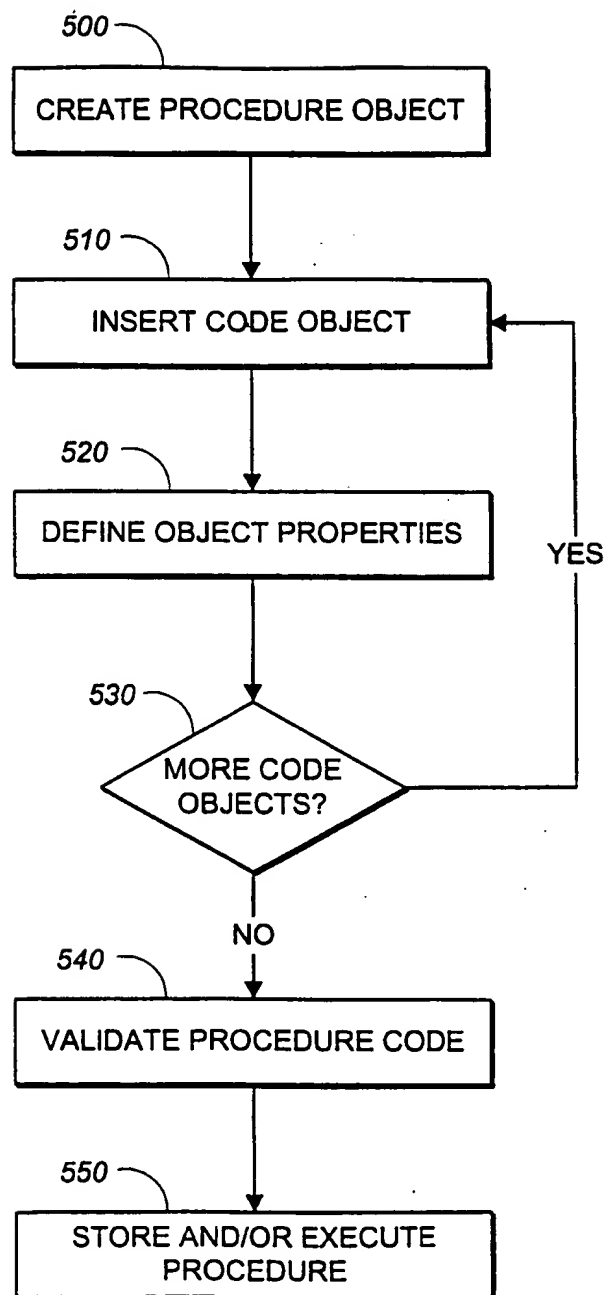 500
CREATE PROCEDURE OBJECT
510
INSERT CODE OBJECT
520
DEFINE OBJECT PROPERTIES
YES
530
MORE CODE
OBJECTS?
NO
540
VALIDATE PROCEDURE CODE
550
STORE AND/OR EXECUTE
PROCEDURE